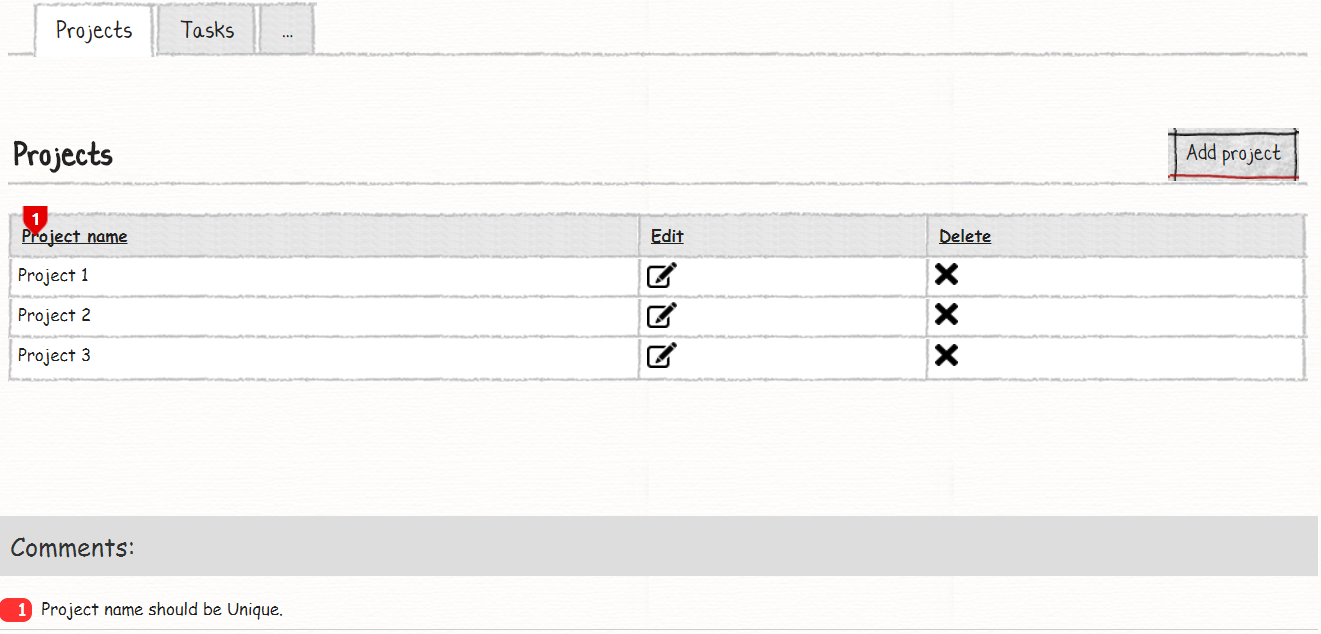 Projects Tasks ...
Projects Add project
1
Project name Edit Delete
Project 1
Project 2
Project 3
Comments:
1 Project name should be Unique.